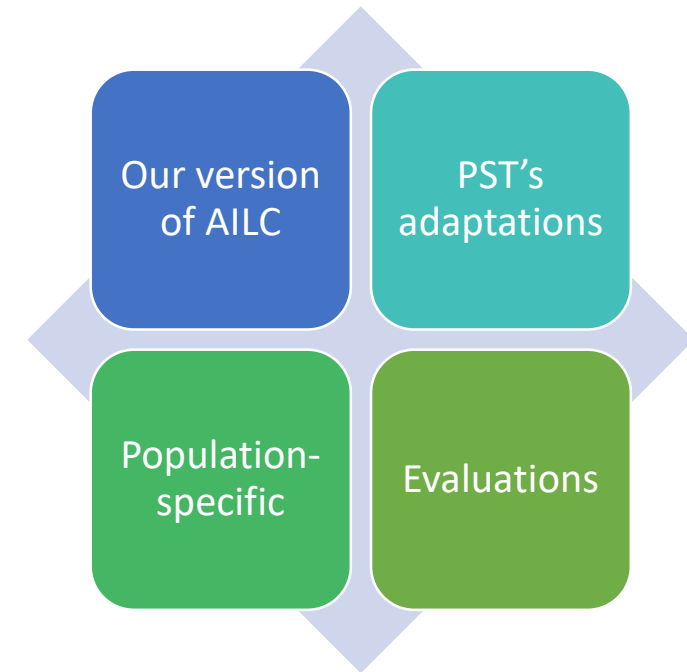 Our version
of AILC
PST’s
adaptations
Population-
specific
Evaluations